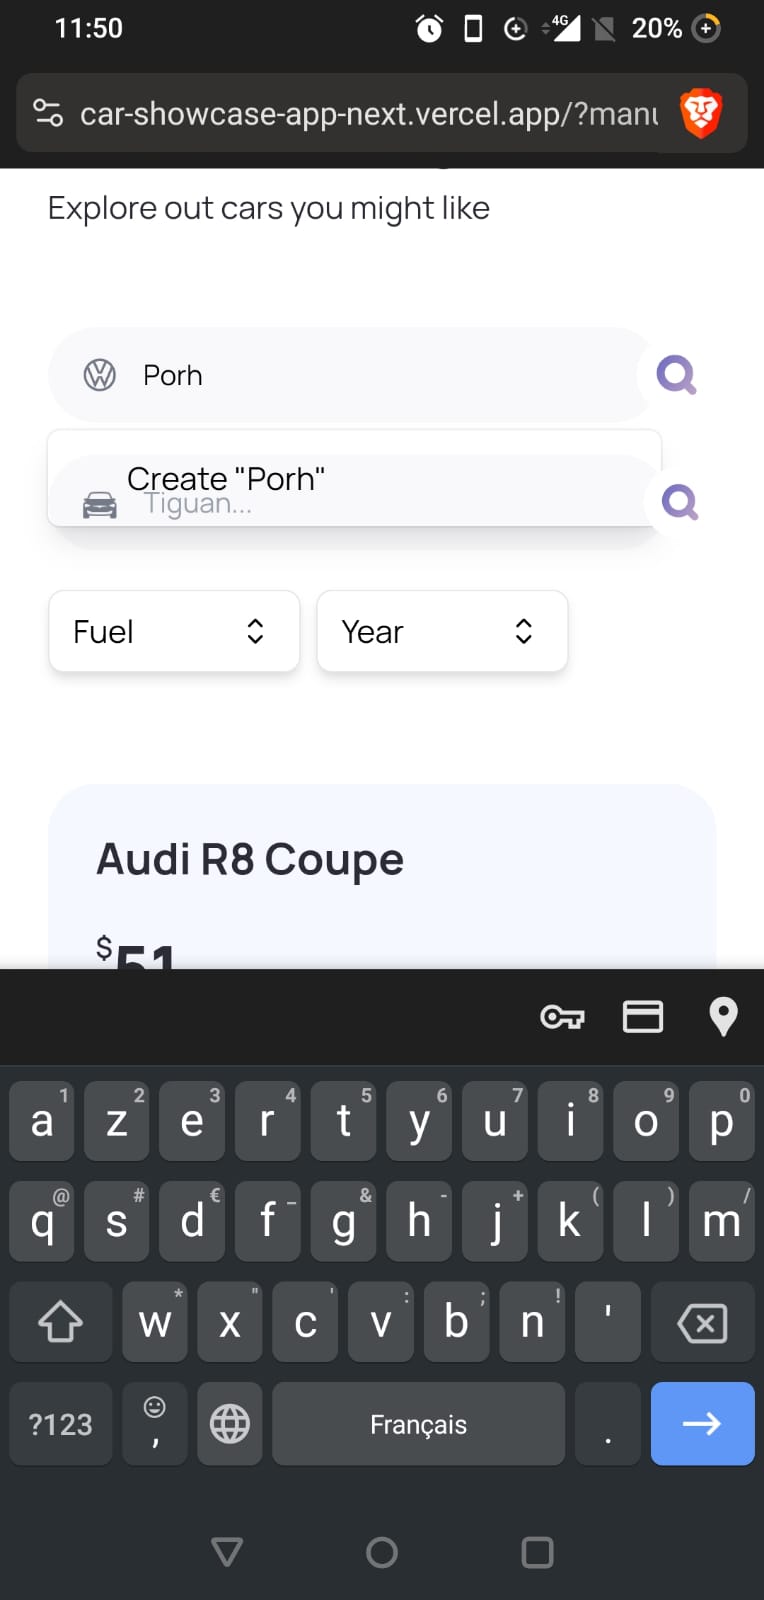 11:50
4G
20%
car-showcase-app-next.vercel.app/?manu
Explore out cars you might like
Porh
Create "Porh"
Tiguan...
Fuel
Year
Audi R8 Coupe
$51
a 1 z 2 e 3 r 4 t 5 y 6 u 7 i 8 o 9 p 0
q @ s # d € f _ g & h - j + k ( l ) m /
w * x " c ' v : b ; n ! '
?123 , Français .